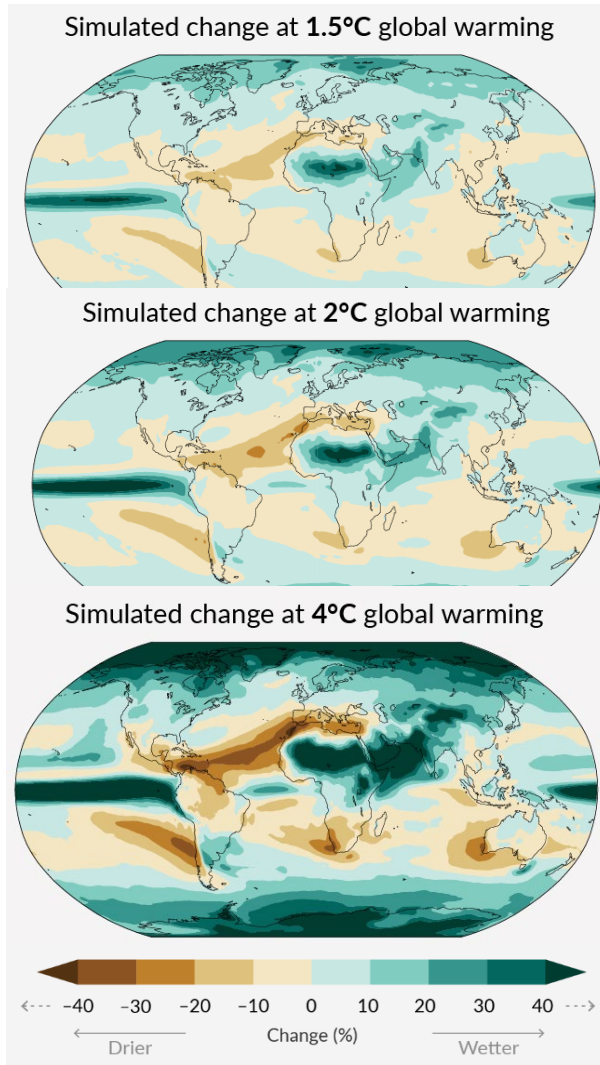 Simulated change at 1.5°C global warming
Simulated change at 2°C global warming
Simulated change at 4°C global warming
−40 −30 −20 −10 0 10 20 30 40
Change (%)
Drier Wetter